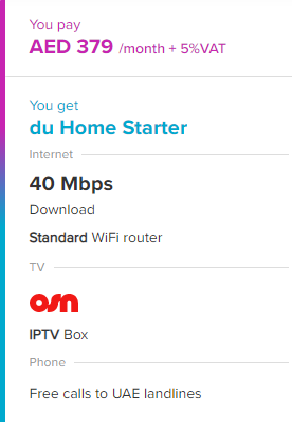 You pay
AED 379 /month + 5%VAT
You get
du Home Starter
Internet
40 Mbps
Download
Standard WiFi router
TV
osn
IPTV Box
Phone
Free calls to UAE landlines